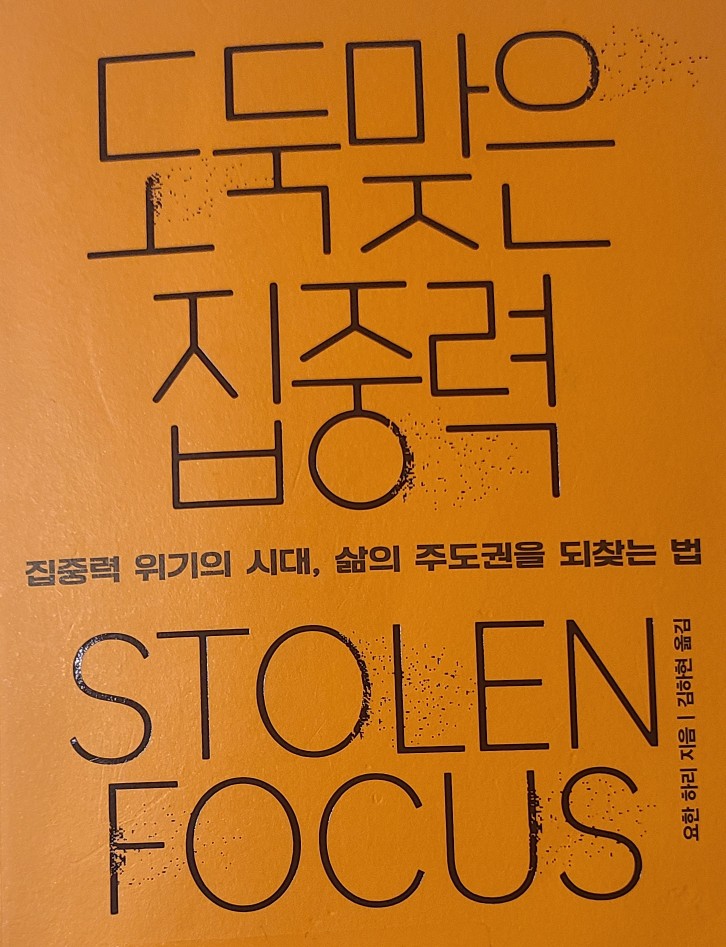 도둑맞은
집중력
집중력 위기의 시대, 삶의 주도권을 되찾는 법
STOLEN
FOCUS
요한 하리 지음 | 김하현 옮김